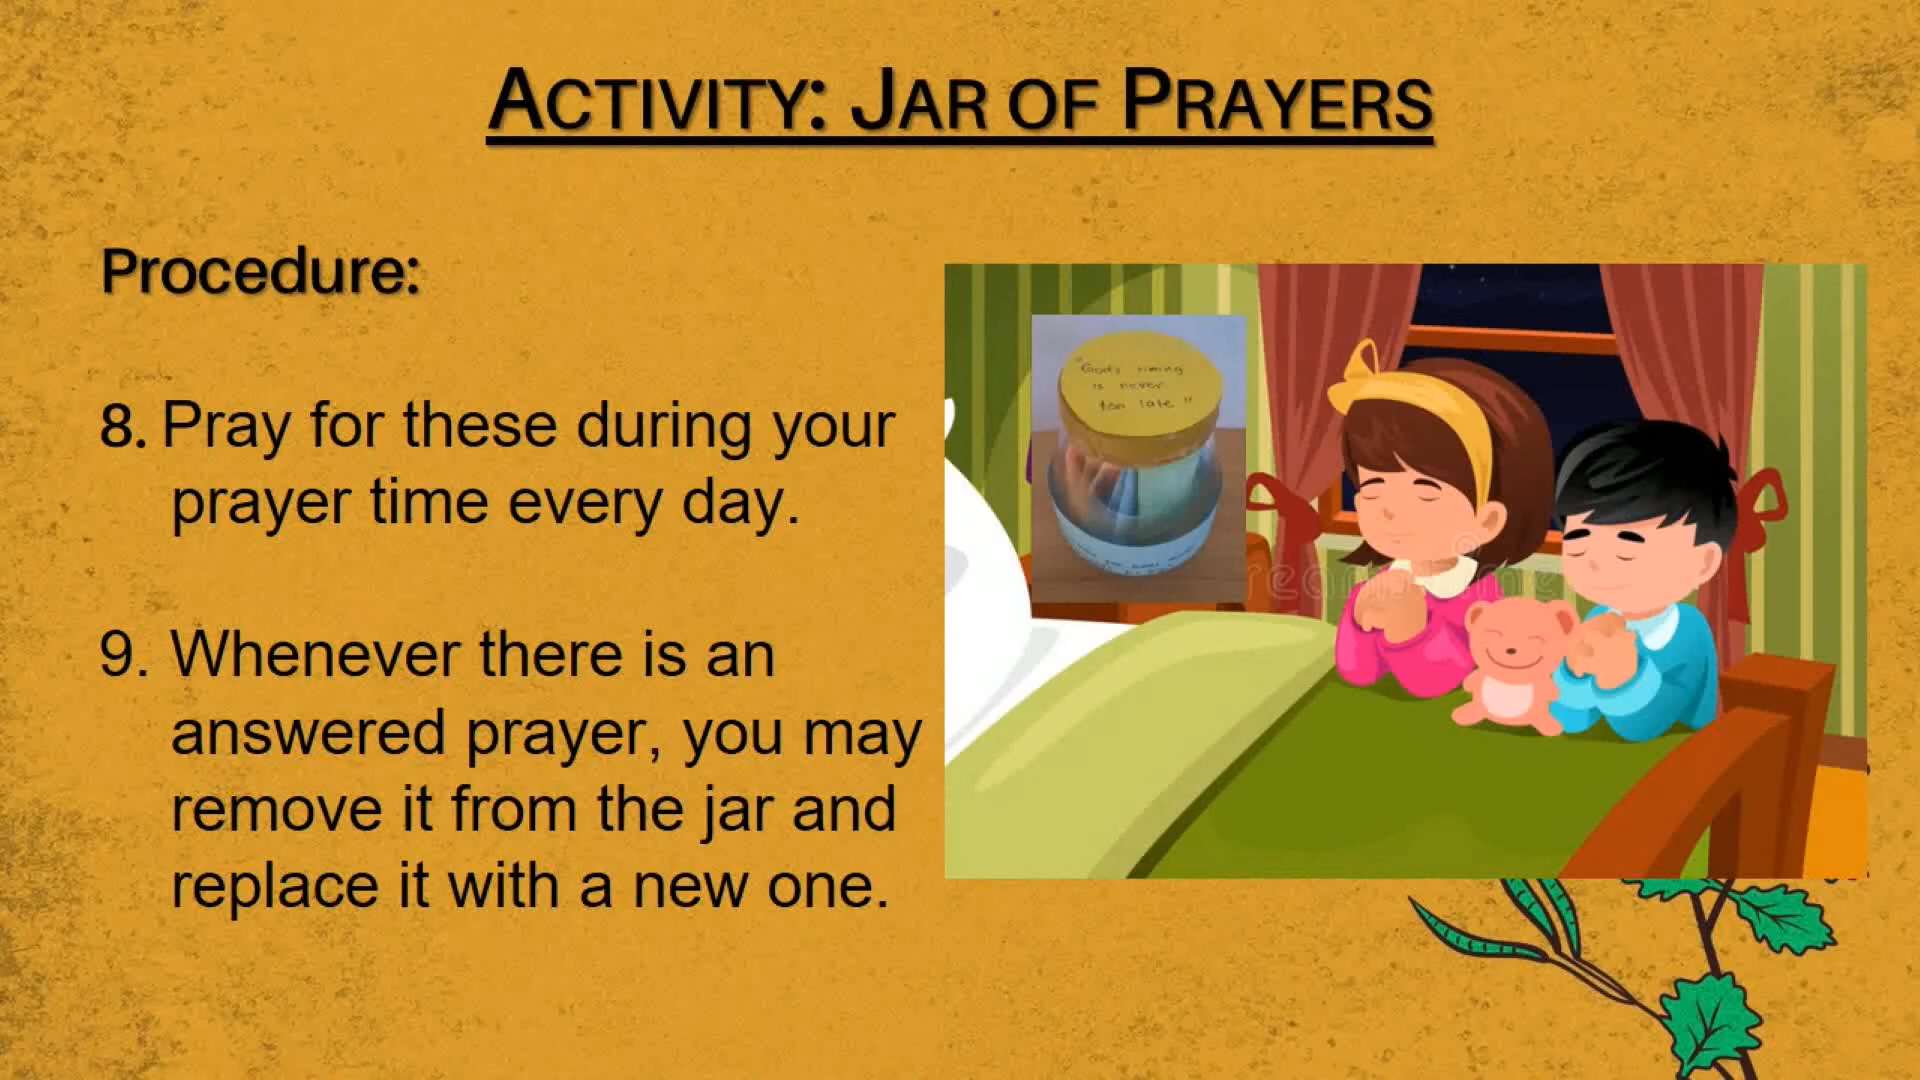 ACTIVITY: JAR OF PRAYERS
Procedure:
8. Pray for these during your
prayer time every day.
9. Whenever there is an
answered prayer, you may
remove it from the jar and
replace it with a new one.
"God's timing
is never
too late"